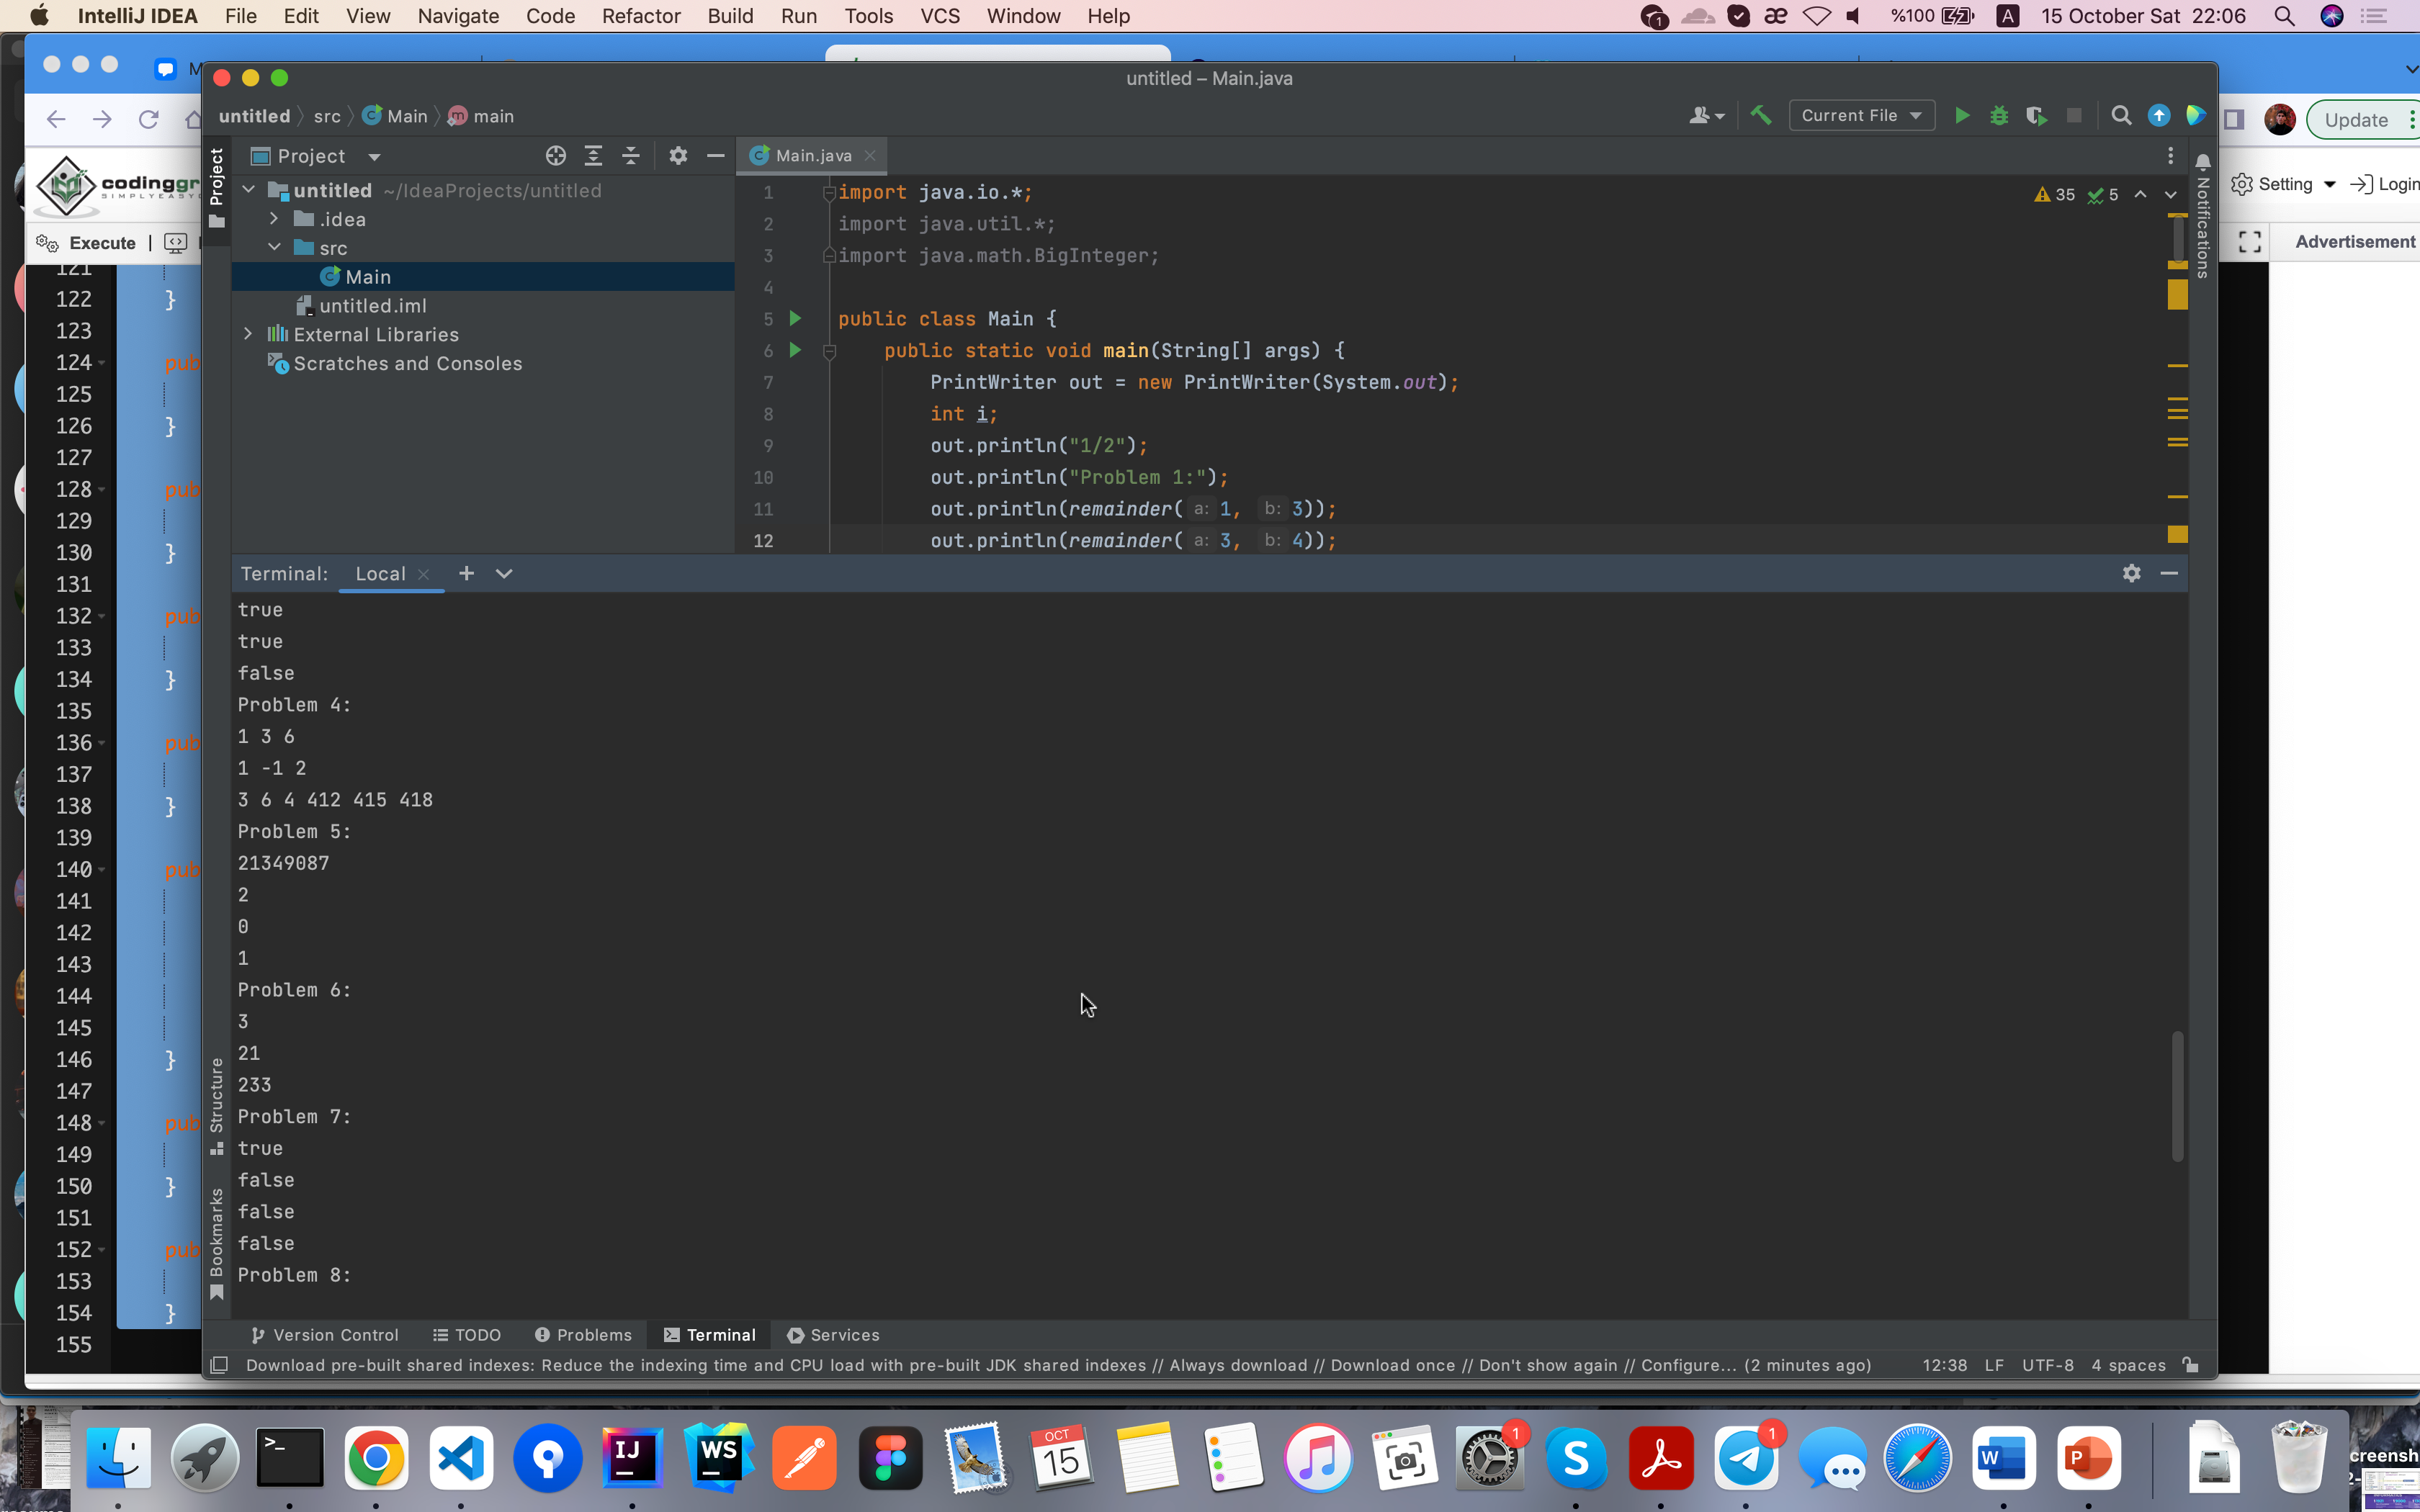 IntelliJ IDEA File Edit View Navigate Code Refactor Build Run Tools VCS Window Help
1 æ %100 A 15 October Sat 22:06
untitled – Main.java
untitled src Main main
Current File
Update
codinggr
SIMPLYEASY
Setting Login
Execute |
Advertisement
Project
Project
untitled ~/IdeaProjects/untitled
.idea
src
Main
untitled.iml
External Libraries
Scratches and Consoles
Structure
Bookmarks
Notifications
Main.java
35 5
1 import java.io.*;
2 import java.util.*;
3 import java.math.BigInteger;
4
5 public class Main {
6 public static void main(String[] args) {
7 PrintWriter out = new PrintWriter(System.out);
8 int i;
9 out.println("1/2");
10 out.println("Problem 1:");
11 out.println(remainder( a: 1, b: 3));
12 out.println(remainder( a: 3, b: 4));
121
122 }
123
124 pub
125
126 }
127
128 pub
129
130 }
131
132 pub
133
134 }
135
136 pub
137
138 }
139
140 pub
141
142
143
144
145
146 }
147
148 pub
149
150 }
151
152 pub
153
154 }
155
Terminal: Local
true
true
false
Problem 4:
1 3 6
1 -1 2
3 6 4 412 415 418
Problem 5:
21349087
2
0
1
Problem 6:
3
21
233
Problem 7:
true
false
false
false
Problem 8:
Version Control TODO Problems Terminal Services
Download pre-built shared indexes: Reduce the indexing time and CPU load with pre-built JDK shared indexes // Always download // Download once // Don't show again // Configure... (2 minutes ago) 12:38 LF UTF-8 4 spaces
IJ WS OCT 15 1 S 1 W P
creensh